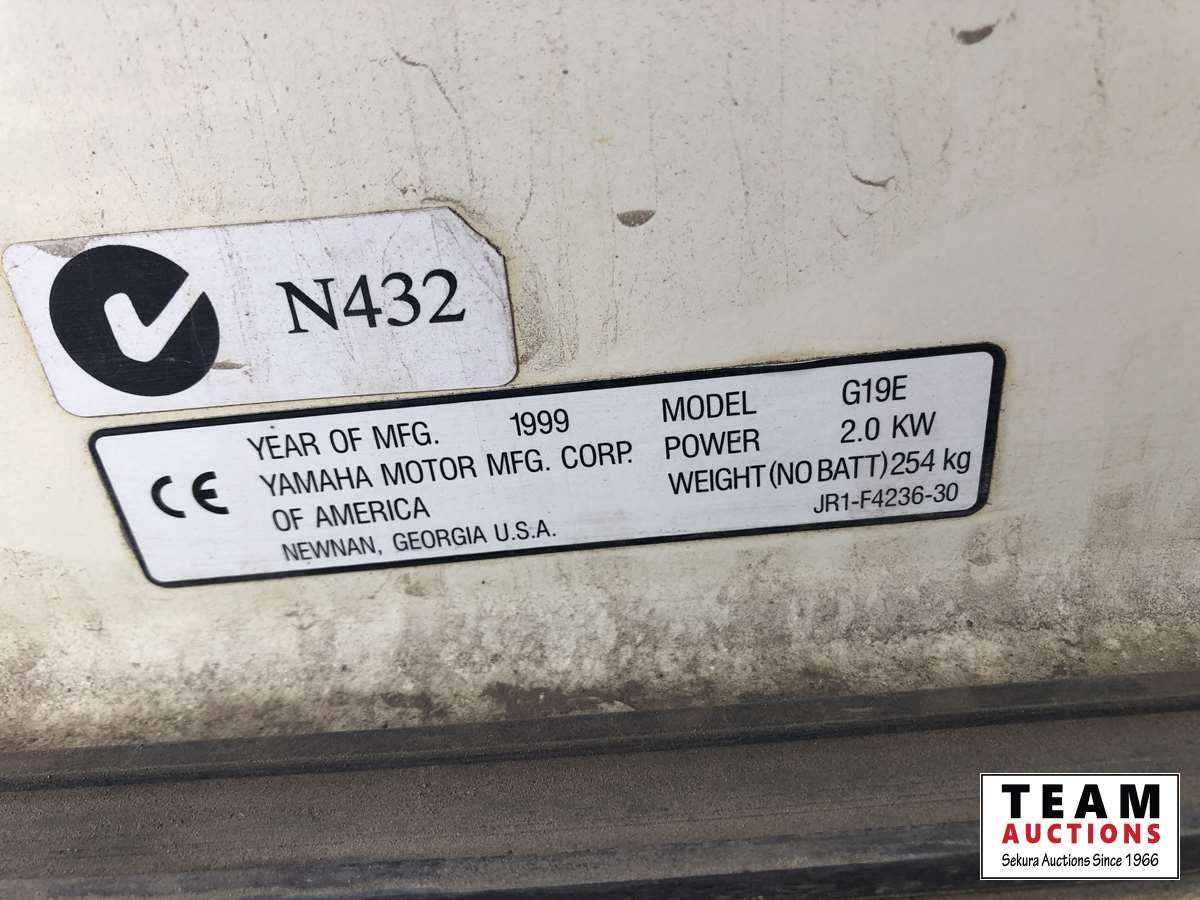 N432
YEAR OF MFG. 1999 MODEL G19E
YAMAHA MOTOR MFG. CORP. POWER 2.0 KW
OF AMERICA WEIGHT (NO BATT) 254 kg
NEWNAN, GEORGIA U.S.A. JR1-F4236-30
CE
TEAM
AUCTIONS
Sekura Auctions Since 1966